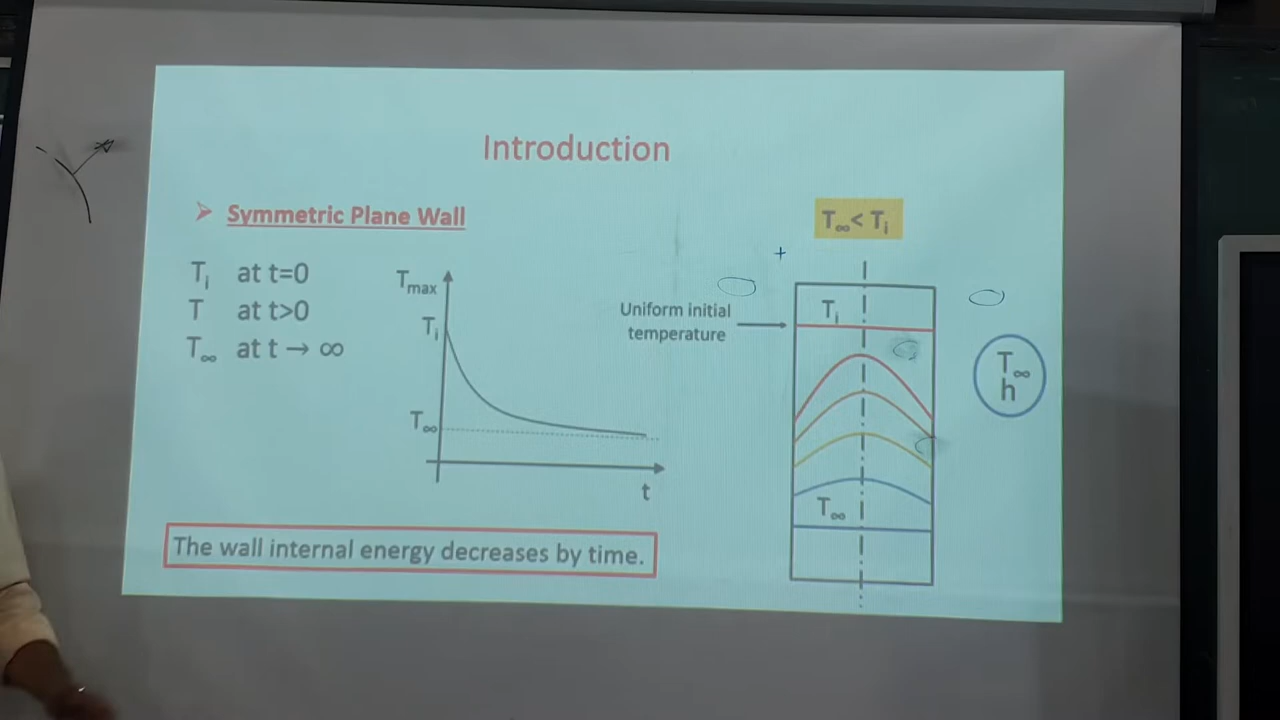 Introduction
➢ Symmetric Plane Wall
Tᵢ at t=0
T at t>0
T∞ at t → ∞
Tmax
Tᵢ
T∞
t
The wall internal energy decreases by time.
T∞< Tᵢ
Uniform initial
temperature
Tᵢ
T∞
T∞
h